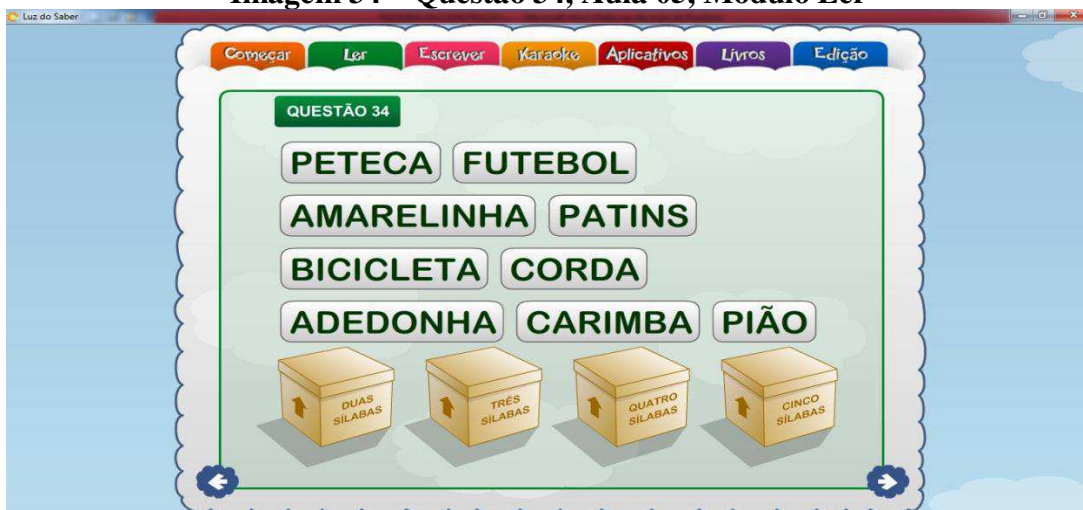 Imagem 34 – Questão 34, Aula 03, Módulo Ler
Luz do Saber
Começar Ler Escrever Karaoke Aplicativos Livros Edição
QUESTÃO 34
PETECA FUTEBOL
AMARELINHA PATINS
BICICLETA CORDA
ADEDONHA CARIMBA PIÃO
DUAS SÍLABAS
TRÊS SÍLABAS
QUATRO SÍLABAS
CINCO SÍLABAS